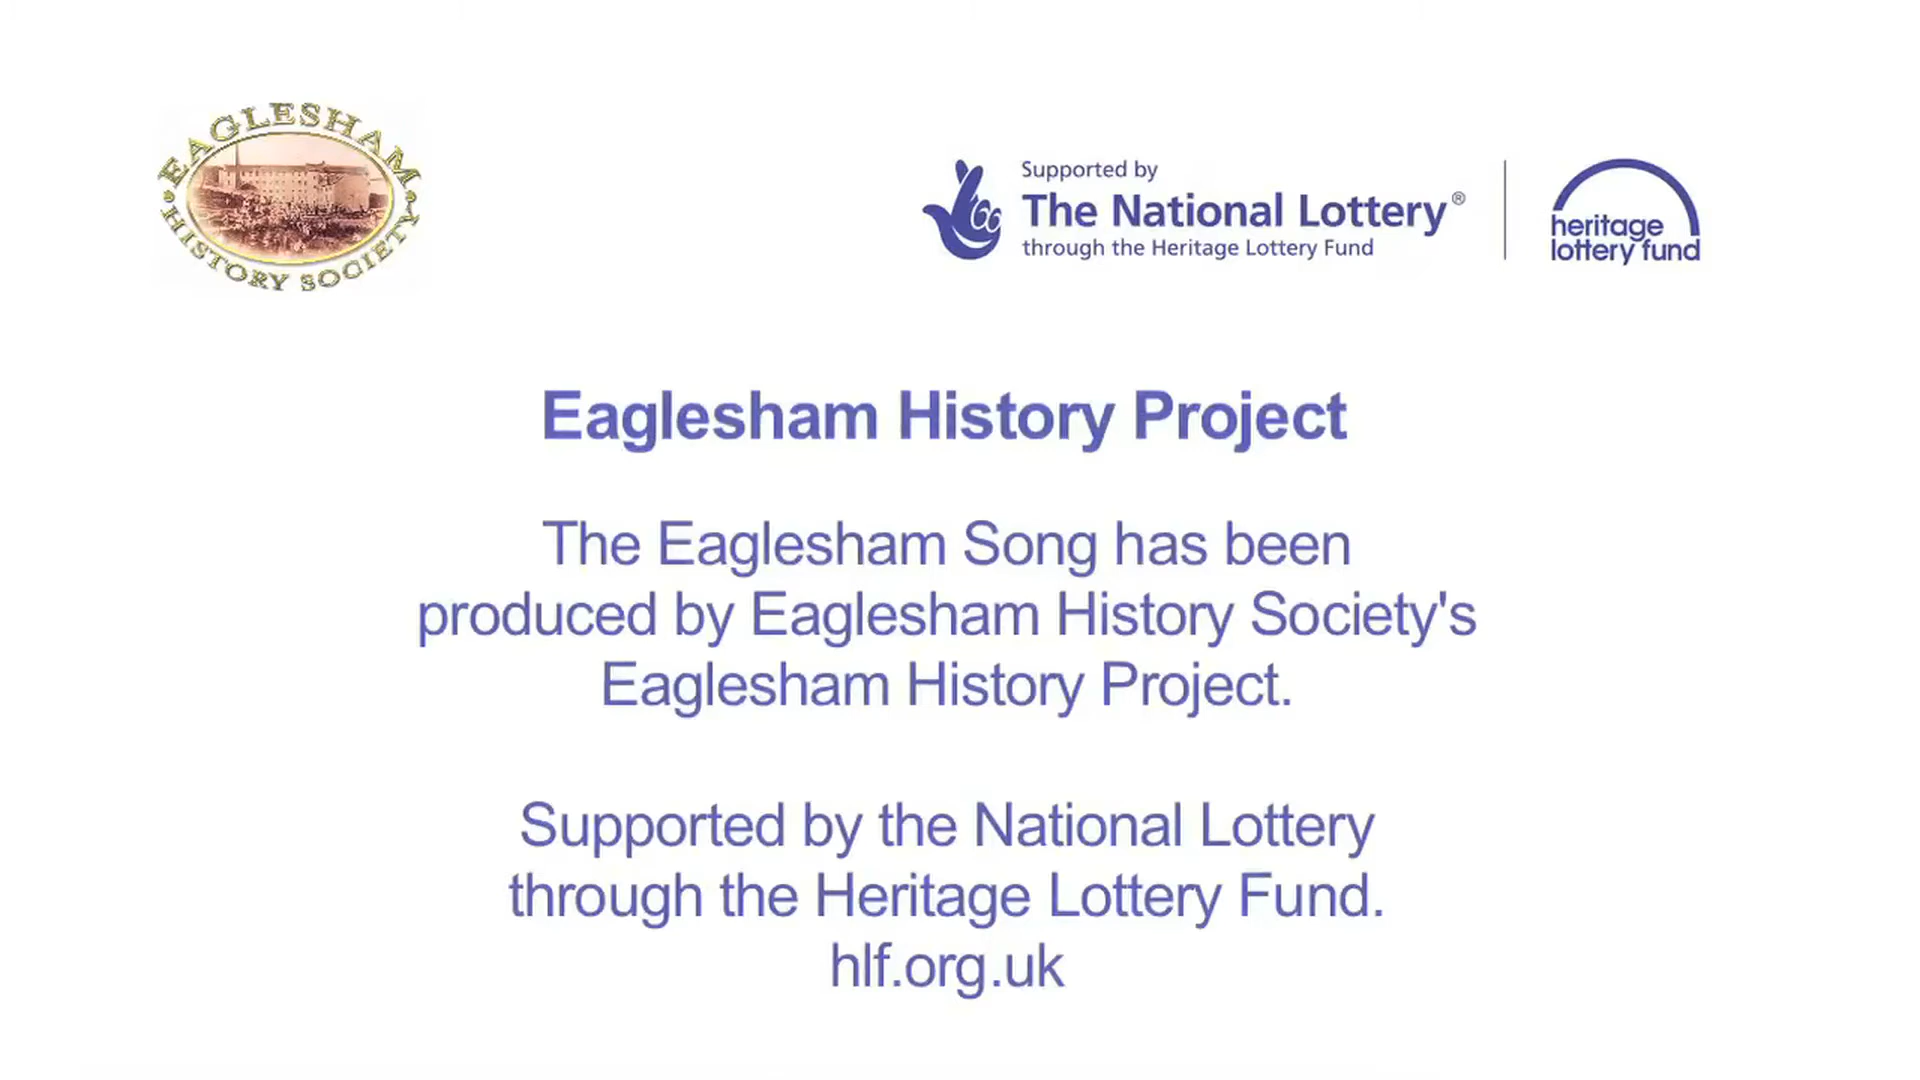 EAGLESHAM
HISTORY SOCIETY
Supported by
The National Lottery®
through the Heritage Lottery Fund
heritage
lottery fund
Eaglesham History Project
The Eaglesham Song has been
produced by Eaglesham History Society's
Eaglesham History Project.
Supported by the National Lottery
through the Heritage Lottery Fund.
hlf.org.uk